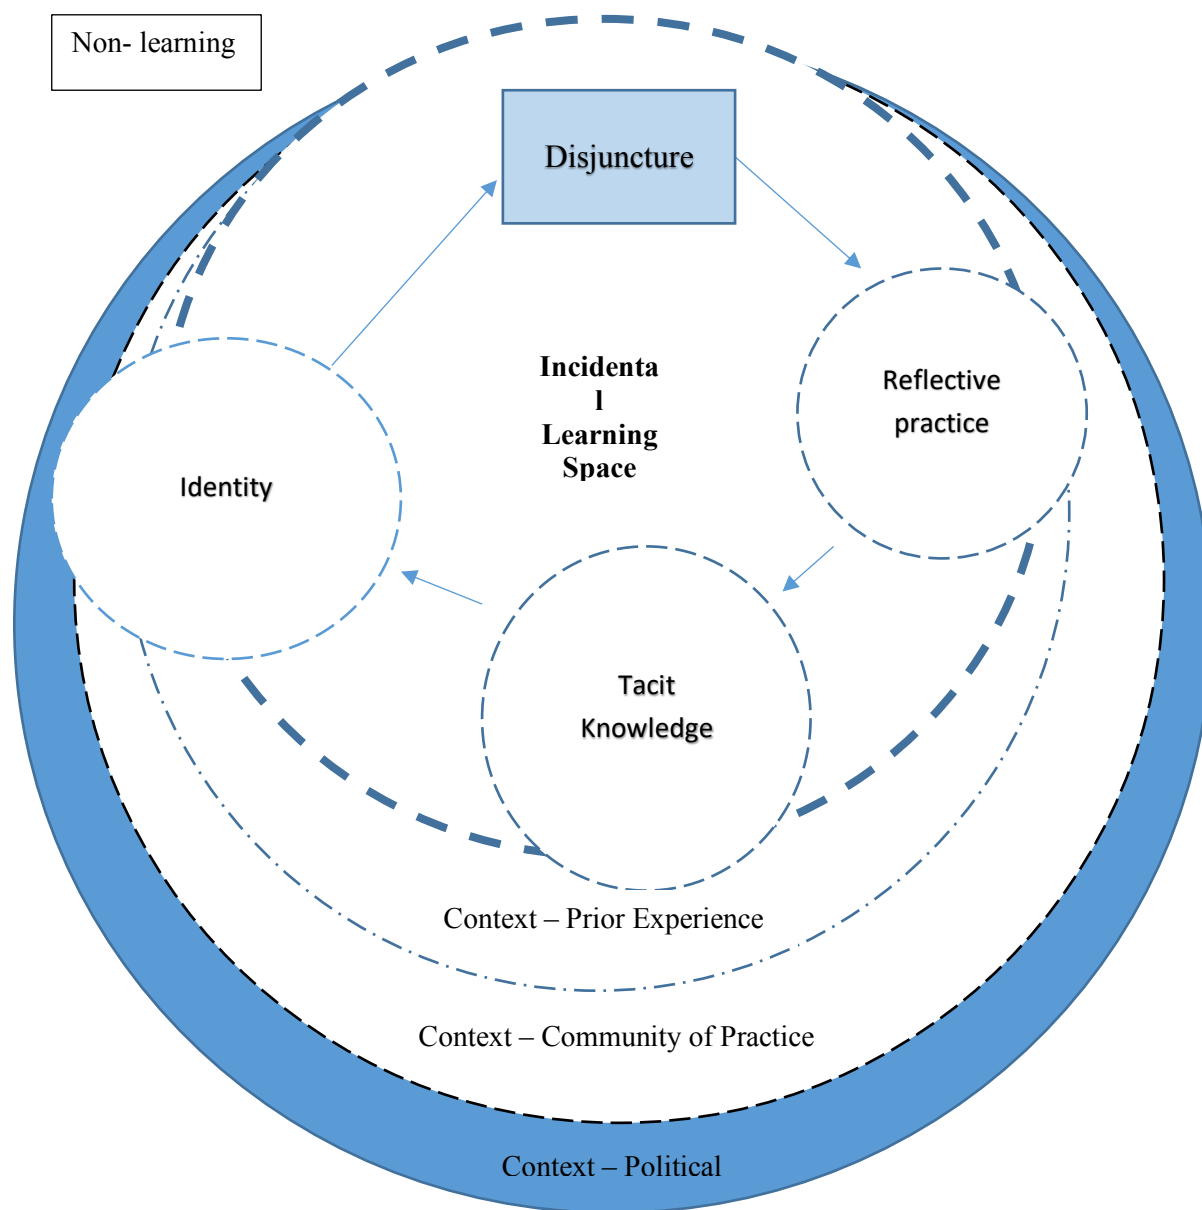 Non- learning
Disjuncture
Incidenta
l
Learning
Space
Reflective
practice
Identity
Tacit
Knowledge
Context – Prior Experience
Context – Community of Practice
Context – Political